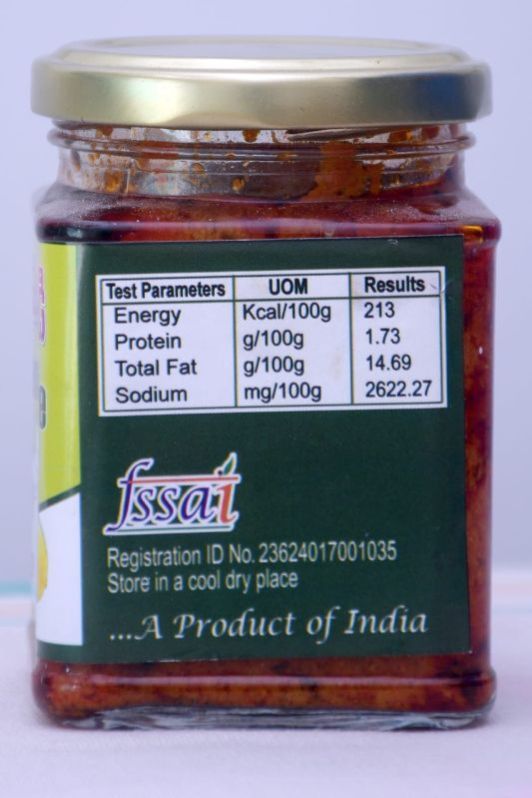 Test Parameters UOM Results
Energy Kcal/100g 213
Protein g/100g 1.73
Total Fat g/100g 14.69
Sodium mg/100g 2622.27
fssai
Registration ID No. 23624017001035
Store in a cool dry place
...A Product of India